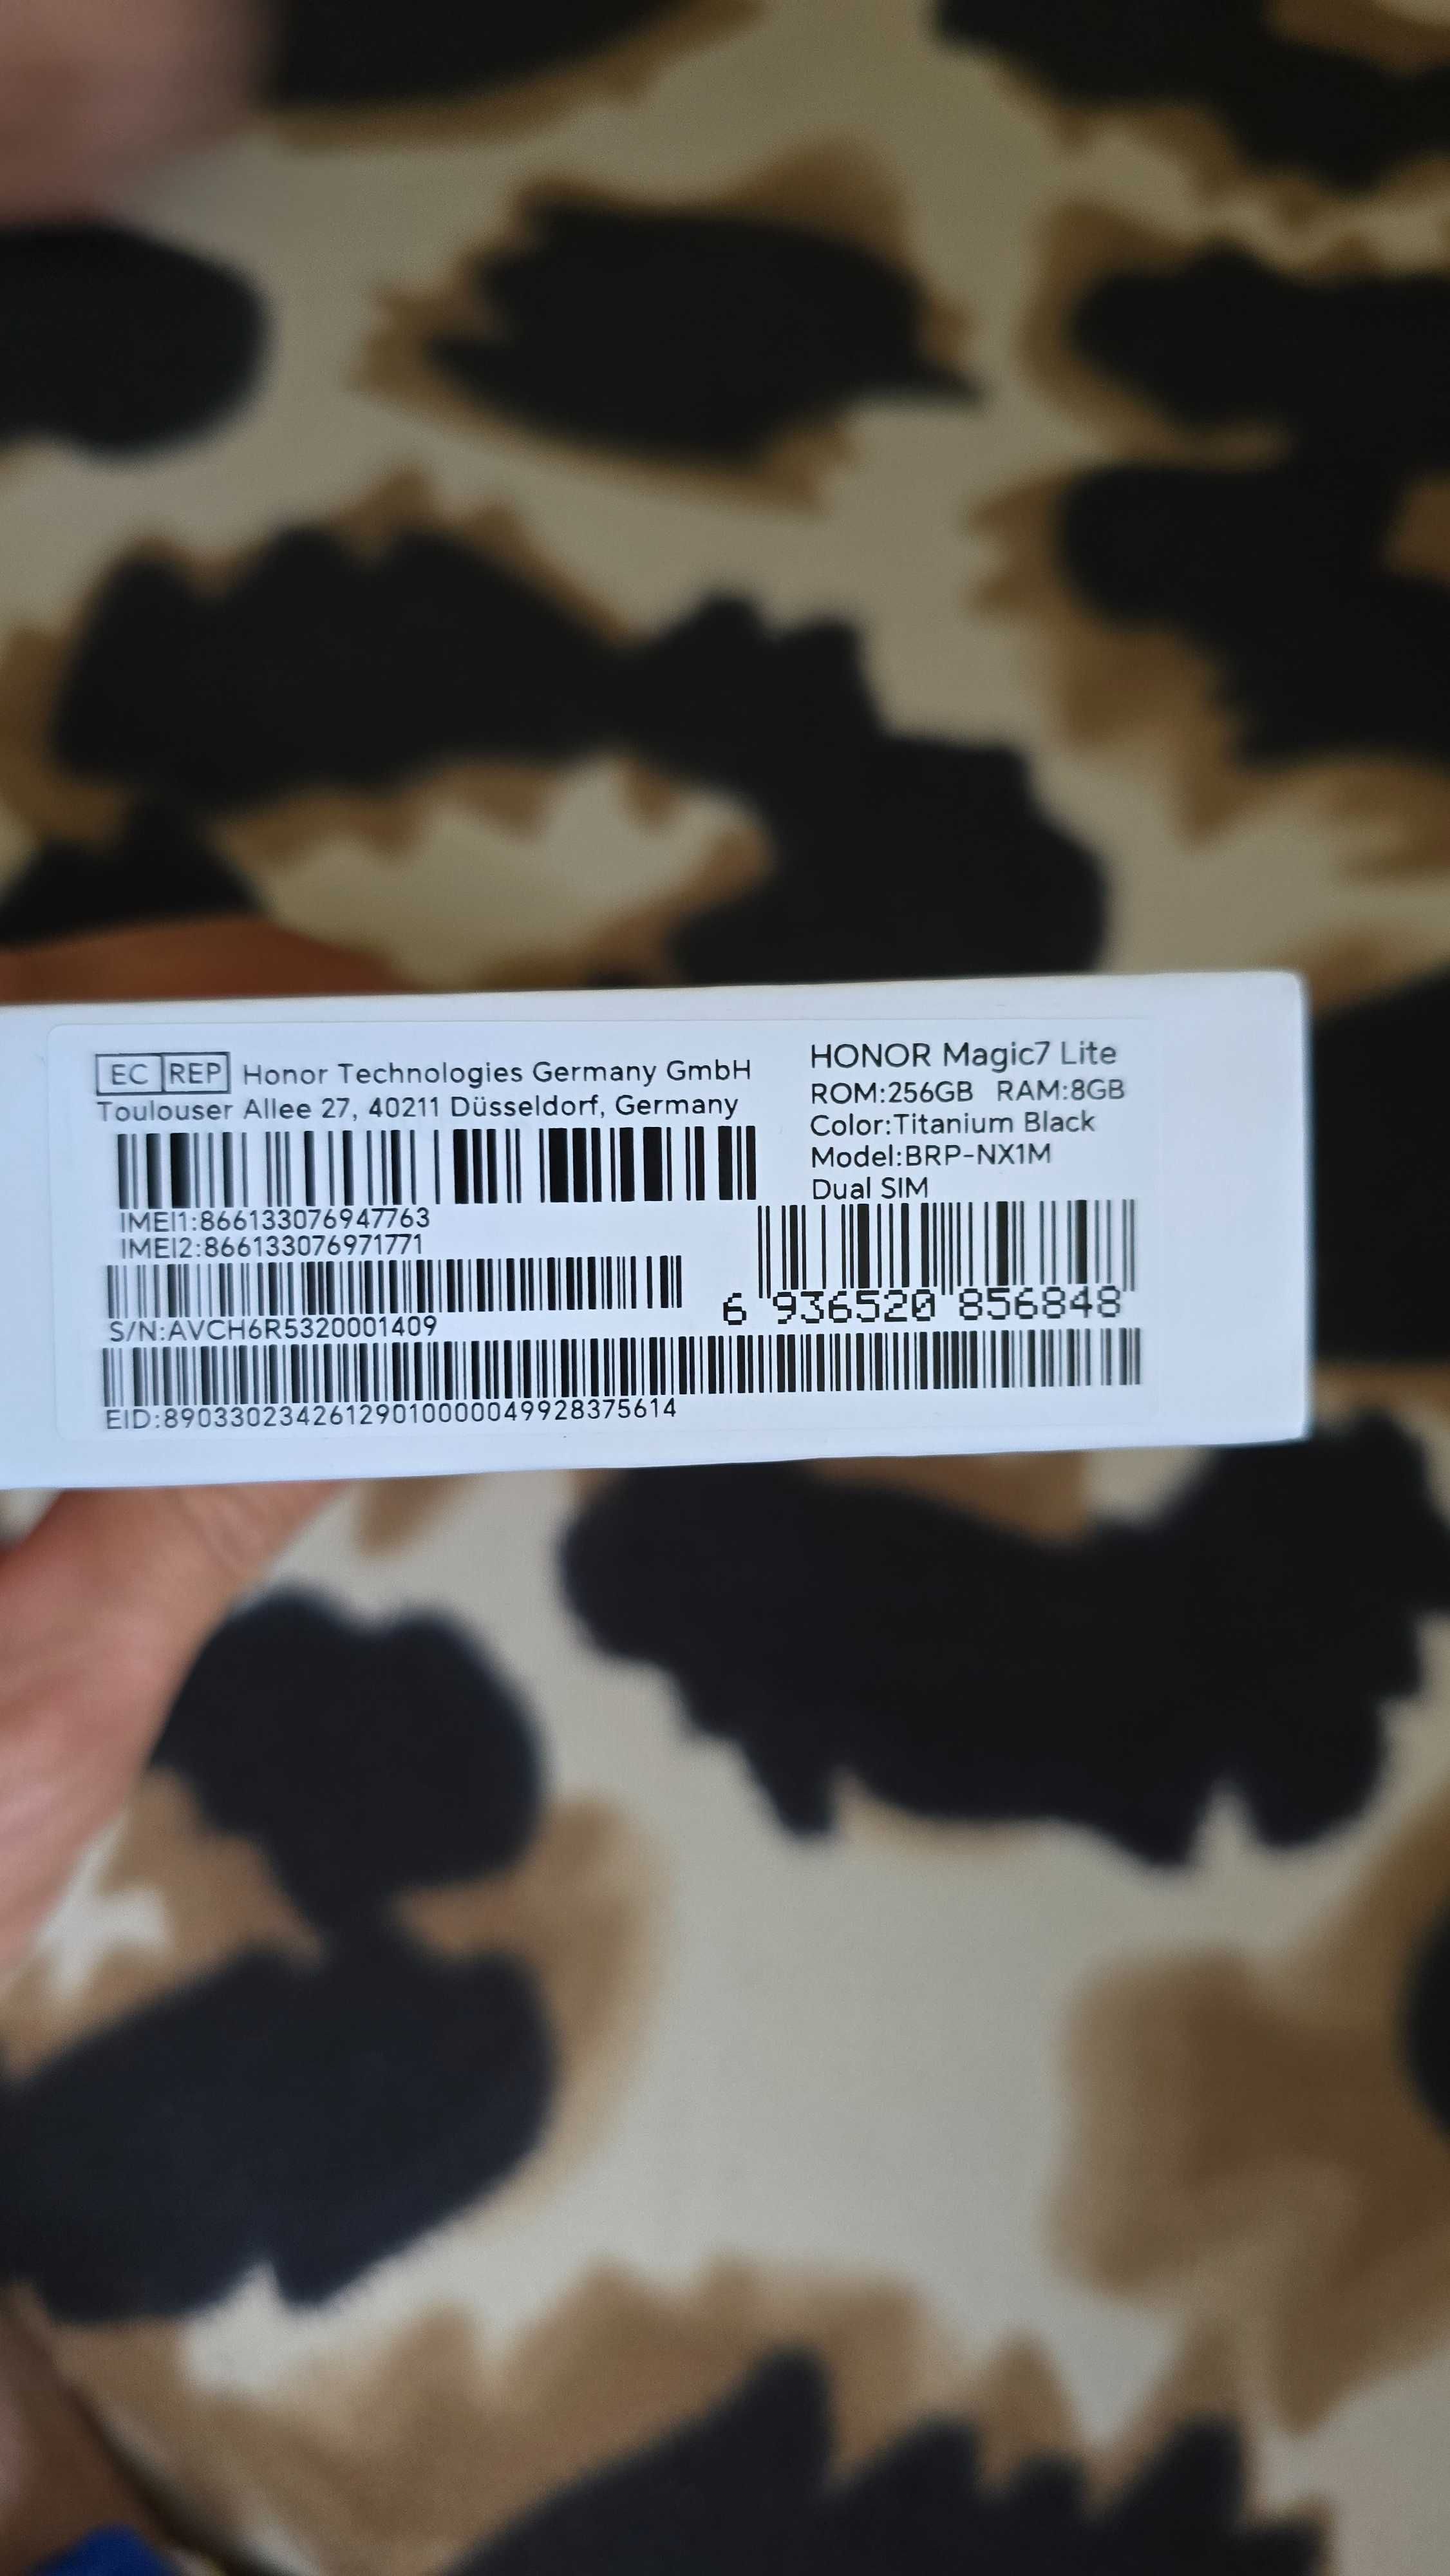 EC REP Honor Technologies Germany GmbH
Toulouser Allee 27, 40211 Düsseldorf, Germany
IMEI1:866133076947763
IMEI2:866133076971771
S/N:AVCH6R5320001409
EID:89033023426129010000049928375614
HONOR Magic7 Lite
ROM:256GB RAM:8GB
Color:Titanium Black
Model:BRP-NX1M
Dual SIM
6 936520 856848